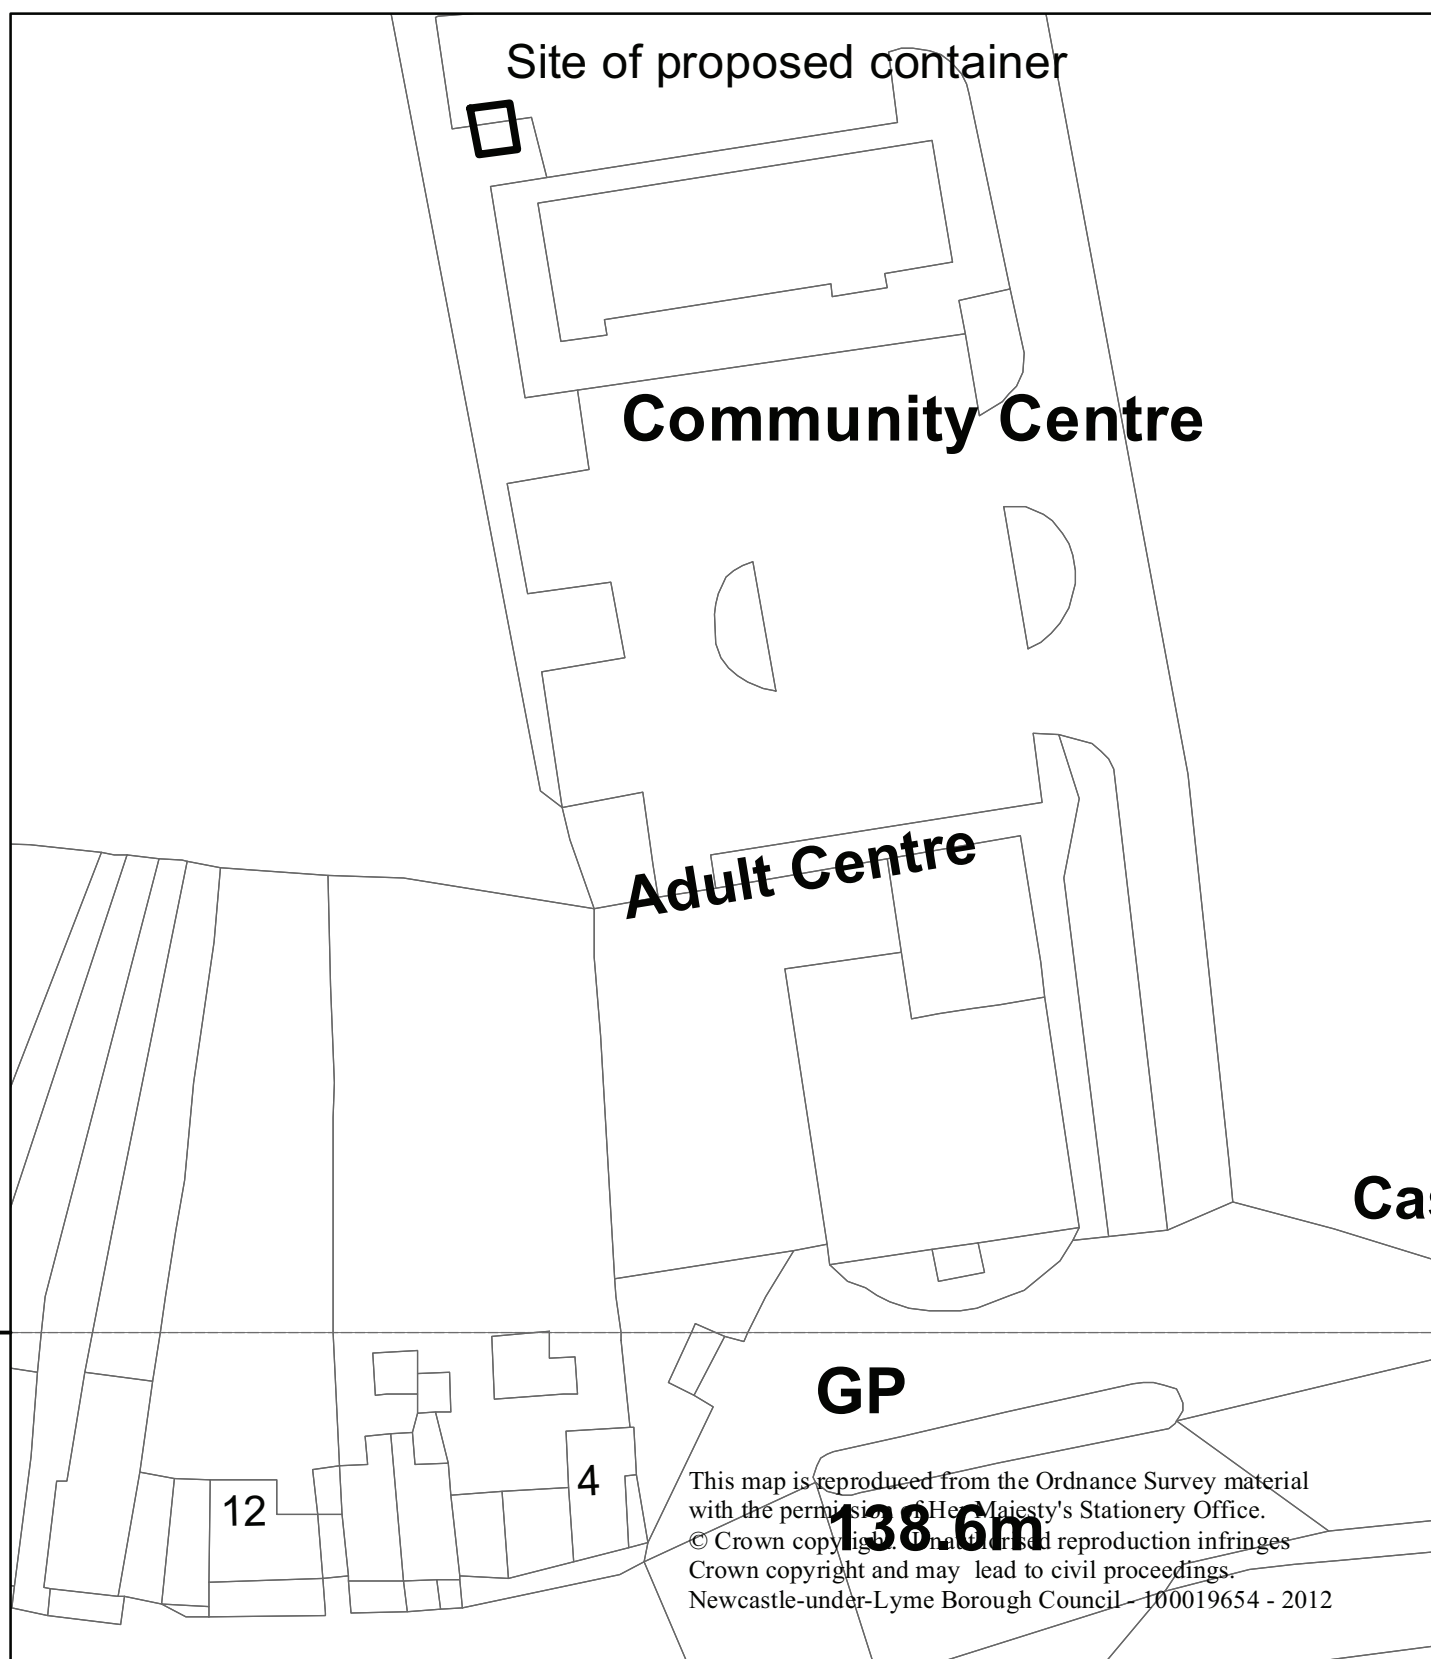 Site of proposed container
Community Centre
Adult Centre
Cas
GP
4
12
138.6m
This map is reproduced from the Ordnance Survey material
with the permission of Her Majesty's Stationery Office.
© Crown copyright. Unauthorised reproduction infringes
Crown copyright and may lead to civil proceedings.
Newcastle-under-Lyme Borough Council - 100019654 - 2012